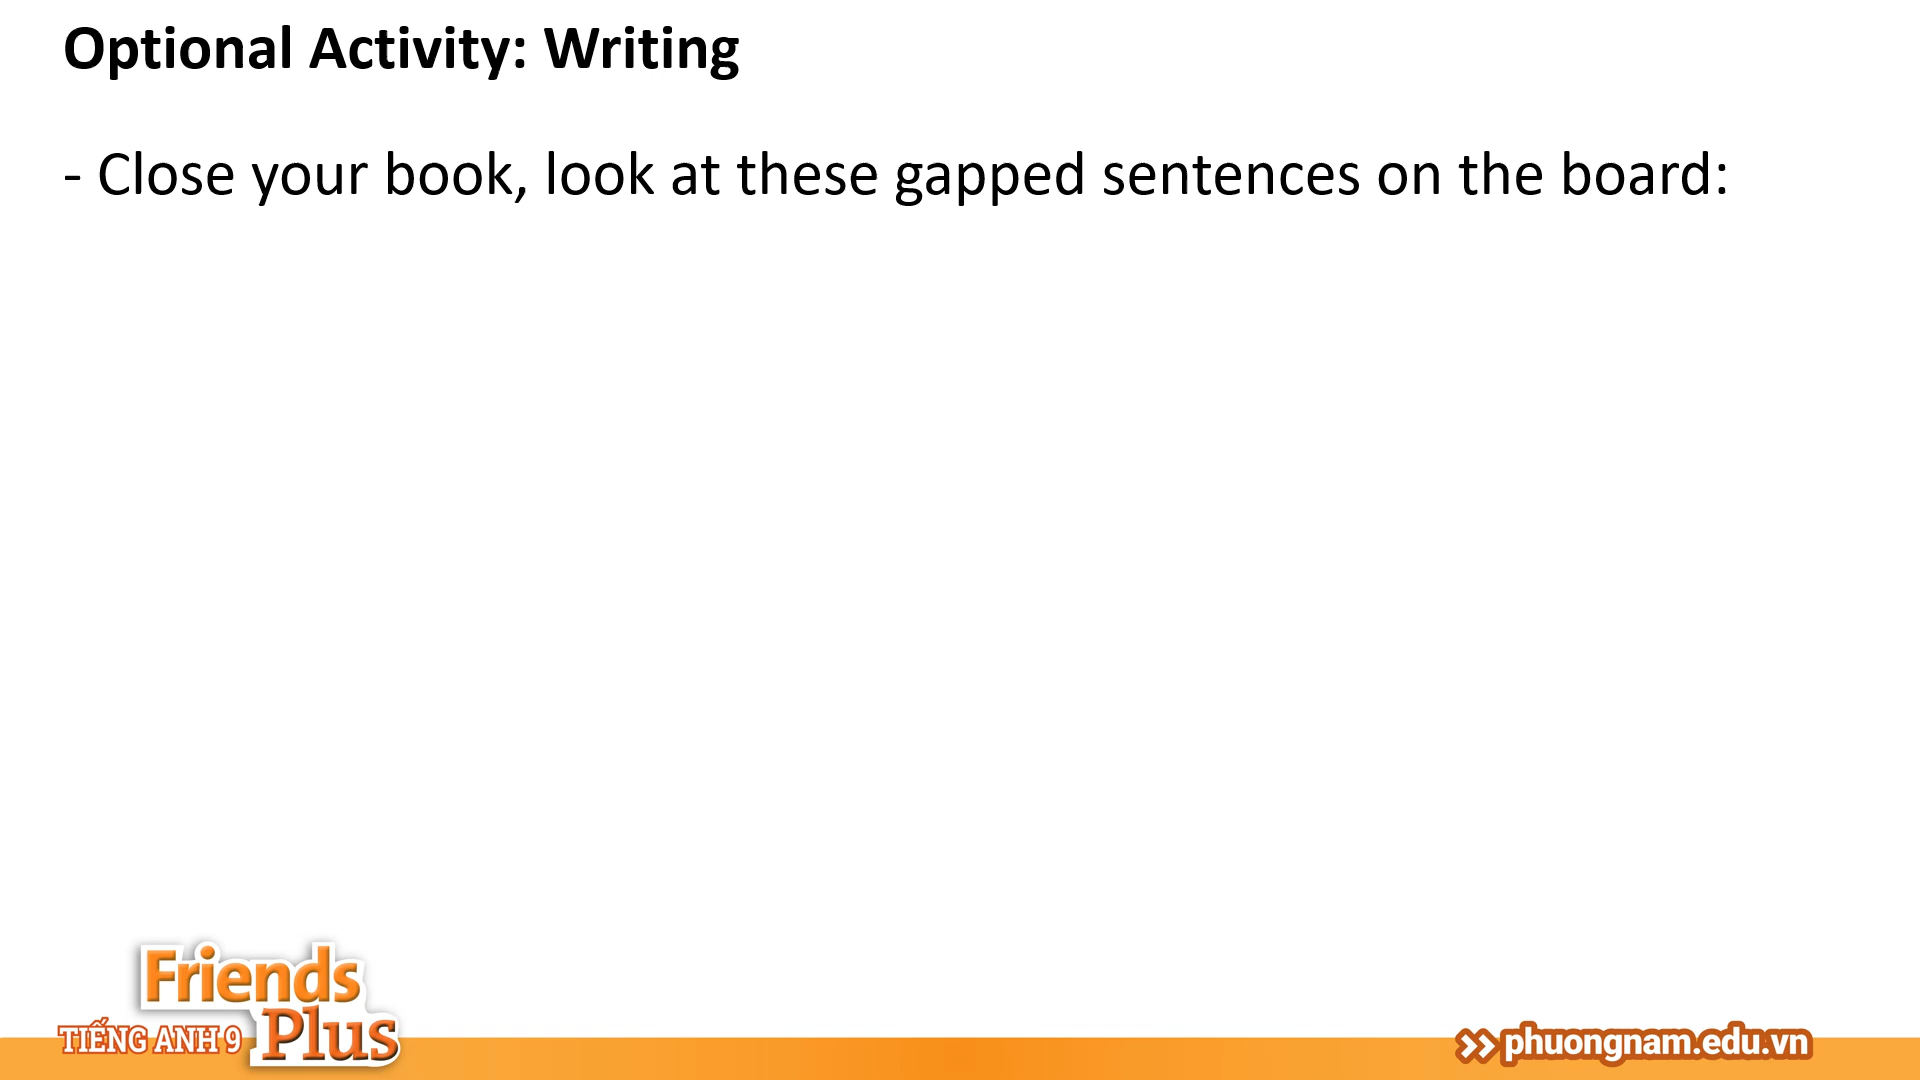 Optional Activity: Writing
- Close your book, look at these gapped sentences on the board:
Friends
TIẾNG ANH 9 Plus
phuongnam.edu.vn